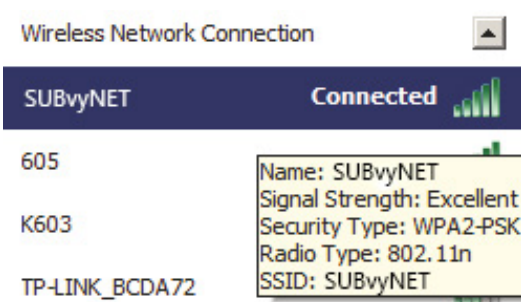 Wireless Network Connection
SUBvyNET Connected
605
Name: SUBvyNET
Signal Strength: Excellent
K603
Security Type: WPA2-PSK
Radio Type: 802.11n
TP-LINK_BCDA72
SSID: SUBvyNET